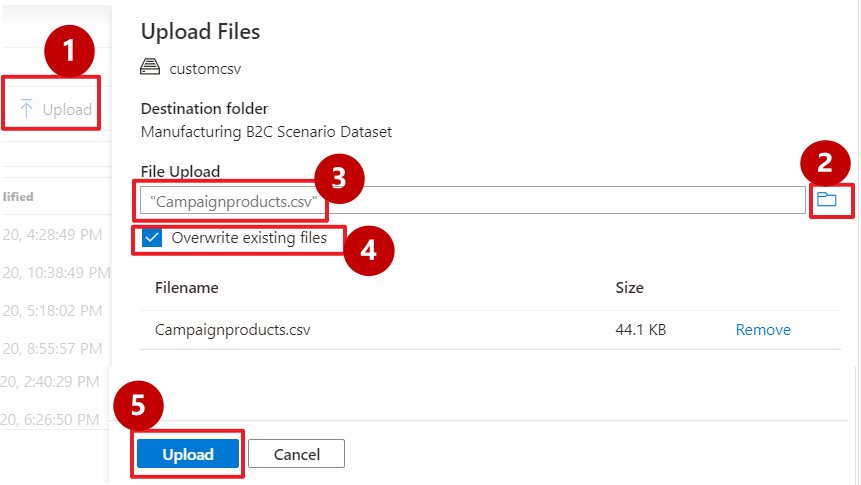 Upload Files
1
customcsv
Upload
Destination folder
Manufacturing B2C Scenario Dataset
File Upload
2
3
"Campaignproducts.csv"
dified
Overwrite existing files
4
20, 4:28:49 PM
20, 10:38:49 PM
Filename Size
20, 5:18:02 PM
Campaignproducts.csv 44.1 KB Remove
20, 8:55:57 PM
20, 2:40:29 PM
5
20, 6:26:50 PM
Upload Cancel